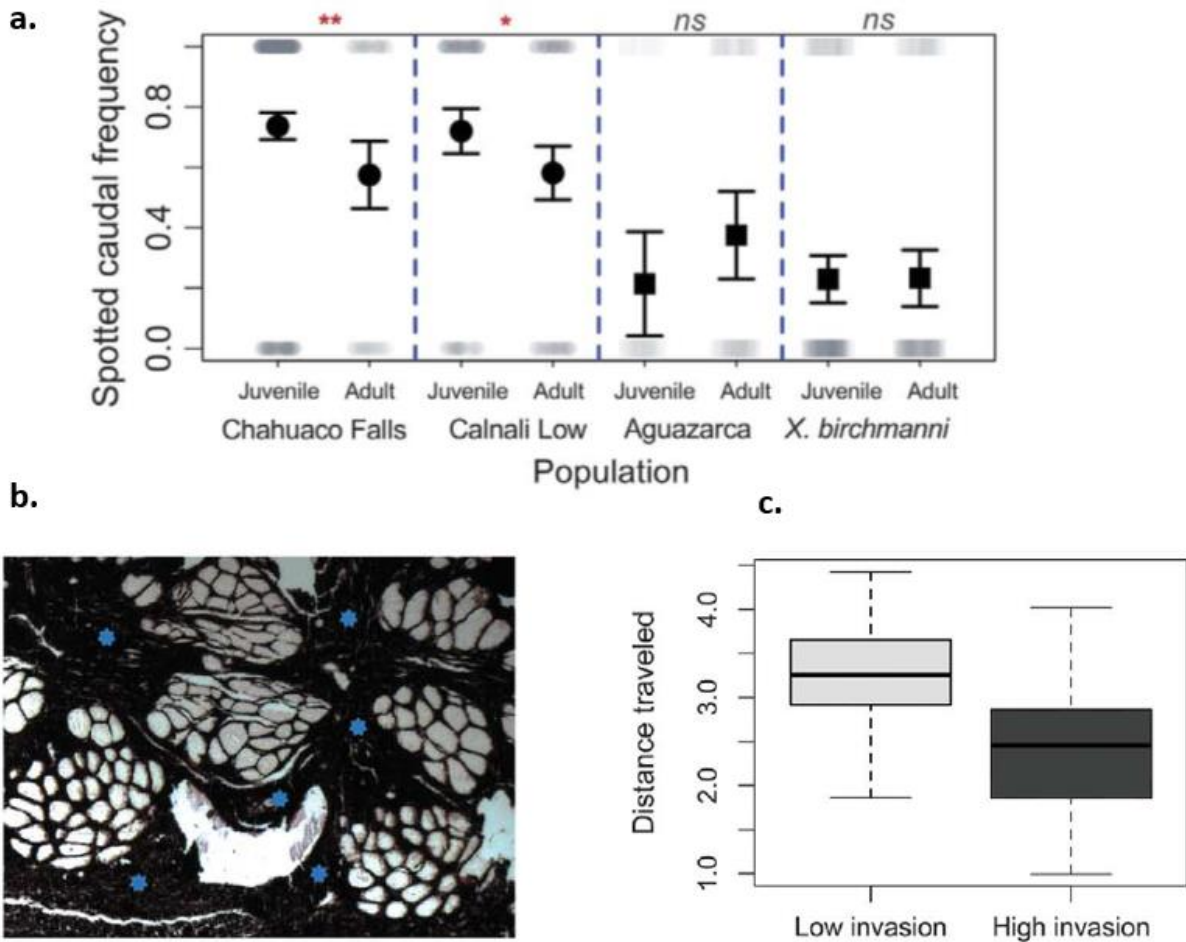 a.
** * ns ns
Spotted caudal frequency
0.8
0.4
0.0
Juvenile Adult Juvenile Adult Juvenile Adult Juvenile Adult
Chahuaco Falls Calnali Low Aguazarca X. birchmanni
Population
b.
c.
Distance traveled
4.0
3.0
2.0
1.0
Low invasion High invasion